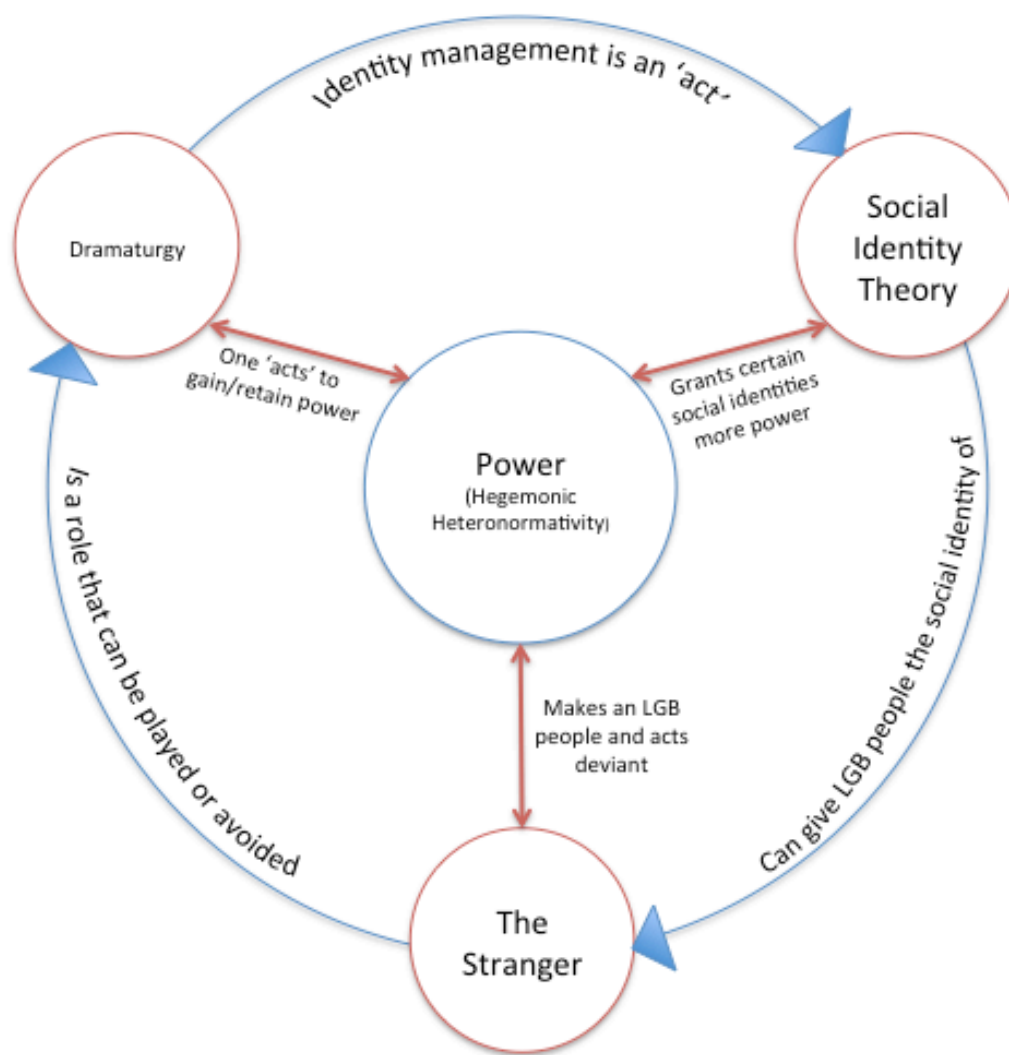 Identity management is an ‘act’
Dramaturgy
Social
Identity
Theory
One ‘acts’ to
gain/retain power
Grants certain
social identities
more power
Power
(Hegemonic
Heteronormativity)
Is a role that can be played or avoided
Can give LGB people the social identity of
Makes an LGB
people and acts
deviant
The
Stranger